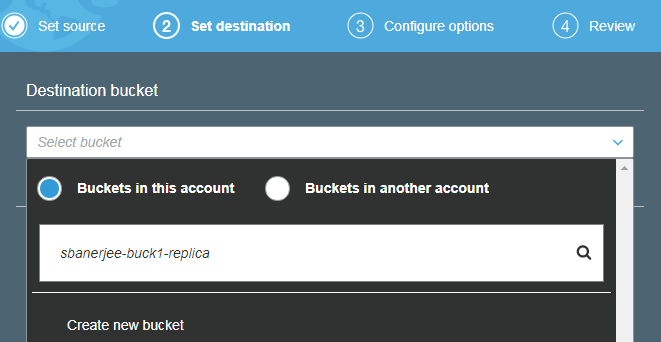 Set source 2 Set destination 3 Configure options 4 Review
Destination bucket
Select bucket
Buckets in this account Buckets in another account
sbanerjee-buck1-replica
Create new bucket